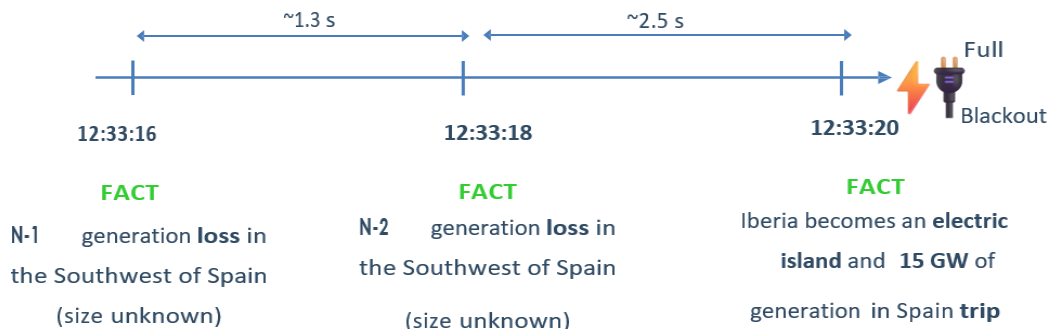 ~1.3 s
~2.5 s
Full
Blackout
12:33:16
12:33:18
12:33:20
FACT
N-1 generation loss in
the Southwest of Spain
(size unknown)
FACT
N-2 generation loss in
the Southwest of Spain
(size unknown)
FACT
Iberia becomes an electric
island and 15 GW of
generation in Spain trip